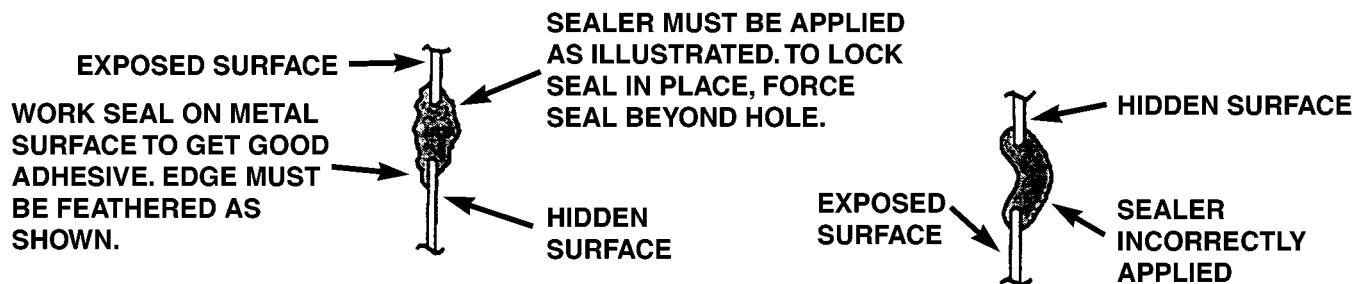 EXPOSED SURFACE
WORK SEAL ON METAL
SURFACE TO GET GOOD
ADHESIVE. EDGE MUST
BE FEATHERED AS
SHOWN.
SEALER MUST BE APPLIED
AS ILLUSTRATED. TO LOCK
SEAL IN PLACE, FORCE
SEAL BEYOND HOLE.
HIDDEN
SURFACE
HIDDEN SURFACE
EXPOSED
SURFACE
SEALER
INCORRECTLY
APPLIED